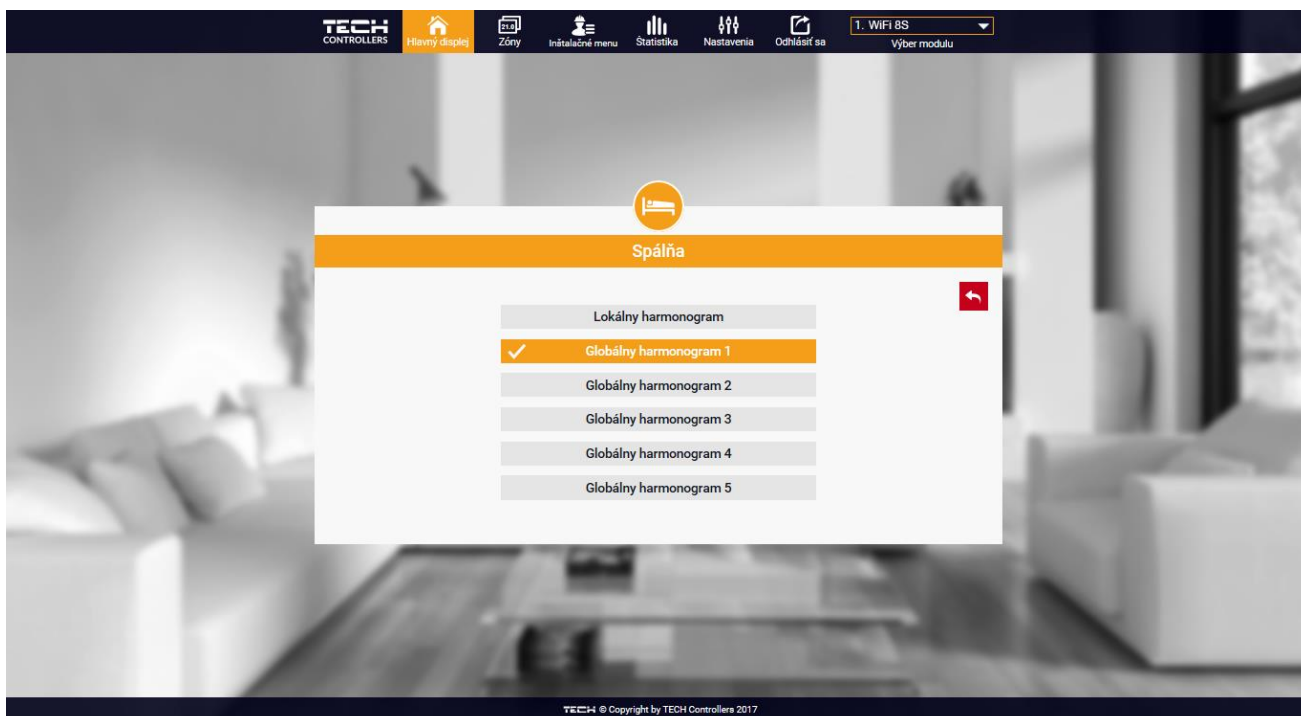 TECH
CONTROLLERS
Hlavný displej
21.0
Zóny
Inštalačné menu
Štatistika
Nastavenia
Odhlásiť sa
1. WiFi 8S
Výber modulu
Spálňa
Lokálny harmonogram
Globálny harmonogram 1
Globálny harmonogram 2
Globálny harmonogram 3
Globálny harmonogram 4
Globálny harmonogram 5
TECH © Copyright by TECH Controllers 2017